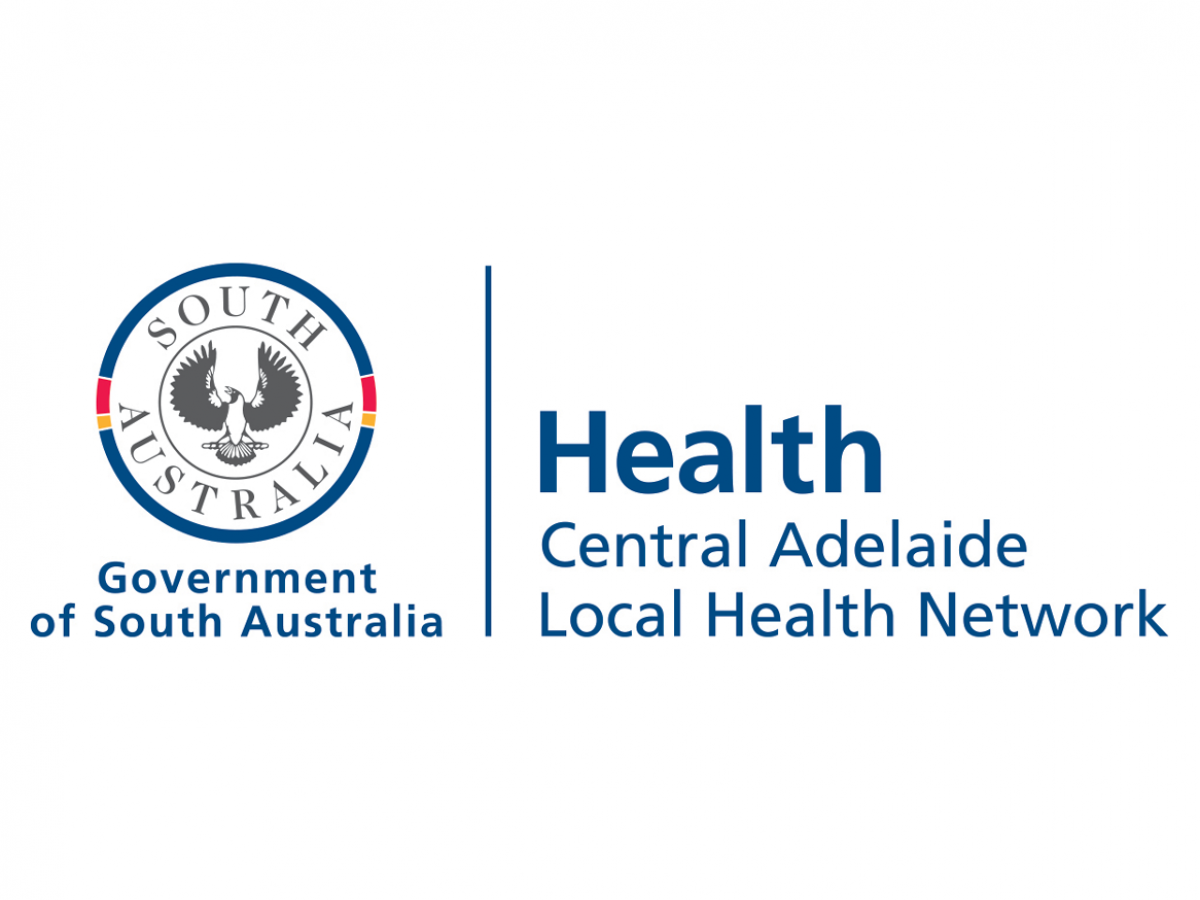 SOUTH
AUSTRALIA
Government
of South Australia
Health
Central Adelaide
Local Health Network